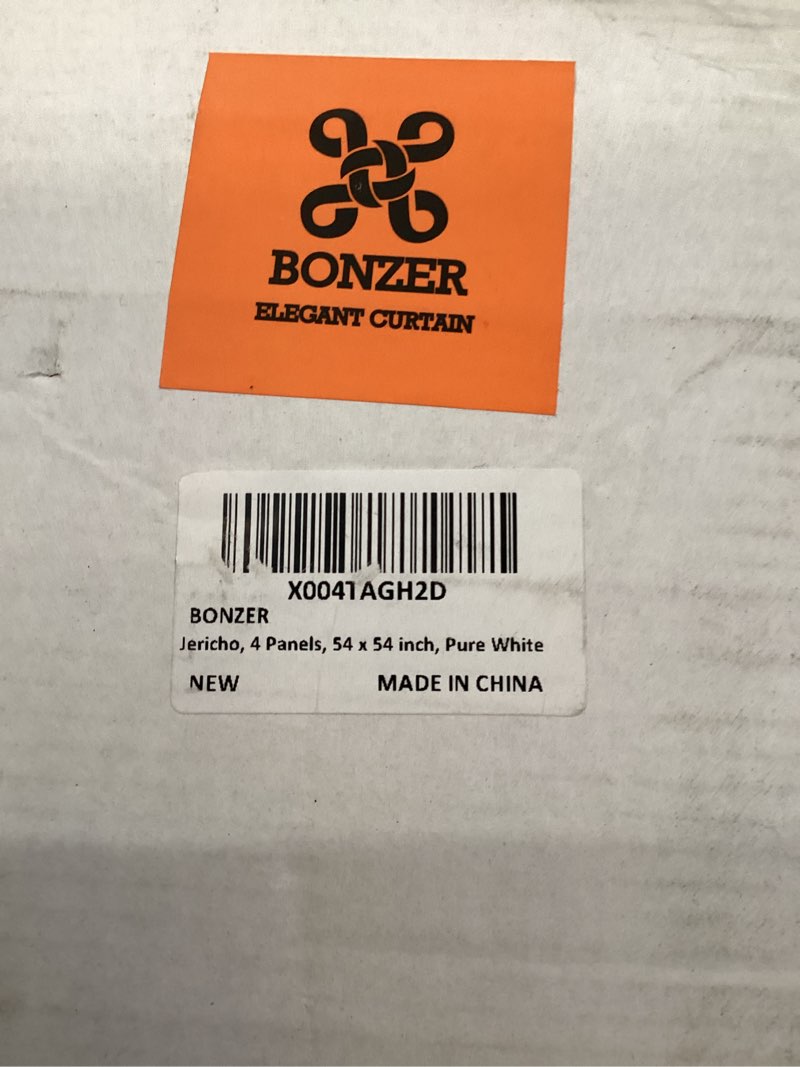 BONZER
ELEGANT CURTAIN
X0041AGH2D
BONZER
Jericho, 4 Panels, 54 x 54 inch, Pure White
NEW MADE IN CHINA